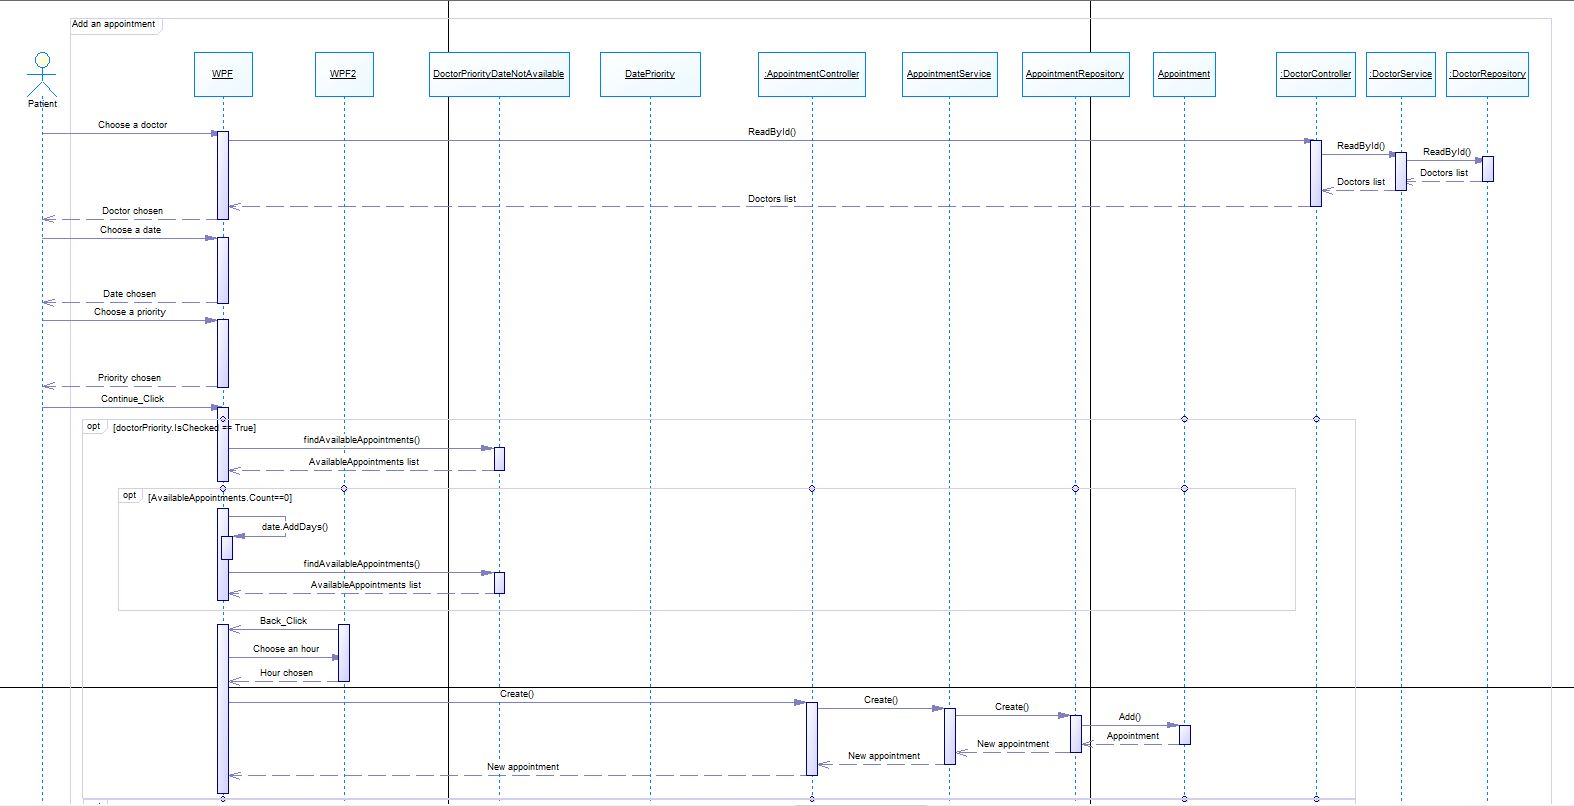 Add an appointment
Patient
WPF
WPF2
DoctorPriorityDateNotAvailable
DatePriority
:AppointmentController
AppointmentService
AppointmentRepository
Appointment
:DoctorController
:DoctorService
:DoctorRepository
Choose a doctor
ReadById()
ReadById()
ReadById()
Doctors list
Doctors list
Doctors list
Doctor chosen
Choose a date
Date chosen
Choose a priority
Priority chosen
Continue_Click
opt [doctorPriority.IsChecked == True]
findAvailableAppointments()
AvailableAppointments list
opt [AvailableAppointments.Count==0]
date.AddDays()
findAvailableAppointments()
AvailableAppointments list
Back_Click
Choose an hour
Hour chosen
Create()
Create()
Create()
Add()
Appointment
New appointment
New appointment
New appointment